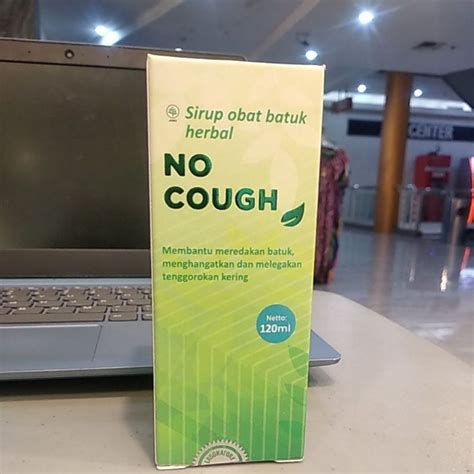 Sirup obat batuk
herbal
NO
COUGH
Membantu meredakan batuk,
menghangatkan dan melegakan
tenggorokan kering
Netto:
120ml
CENTER